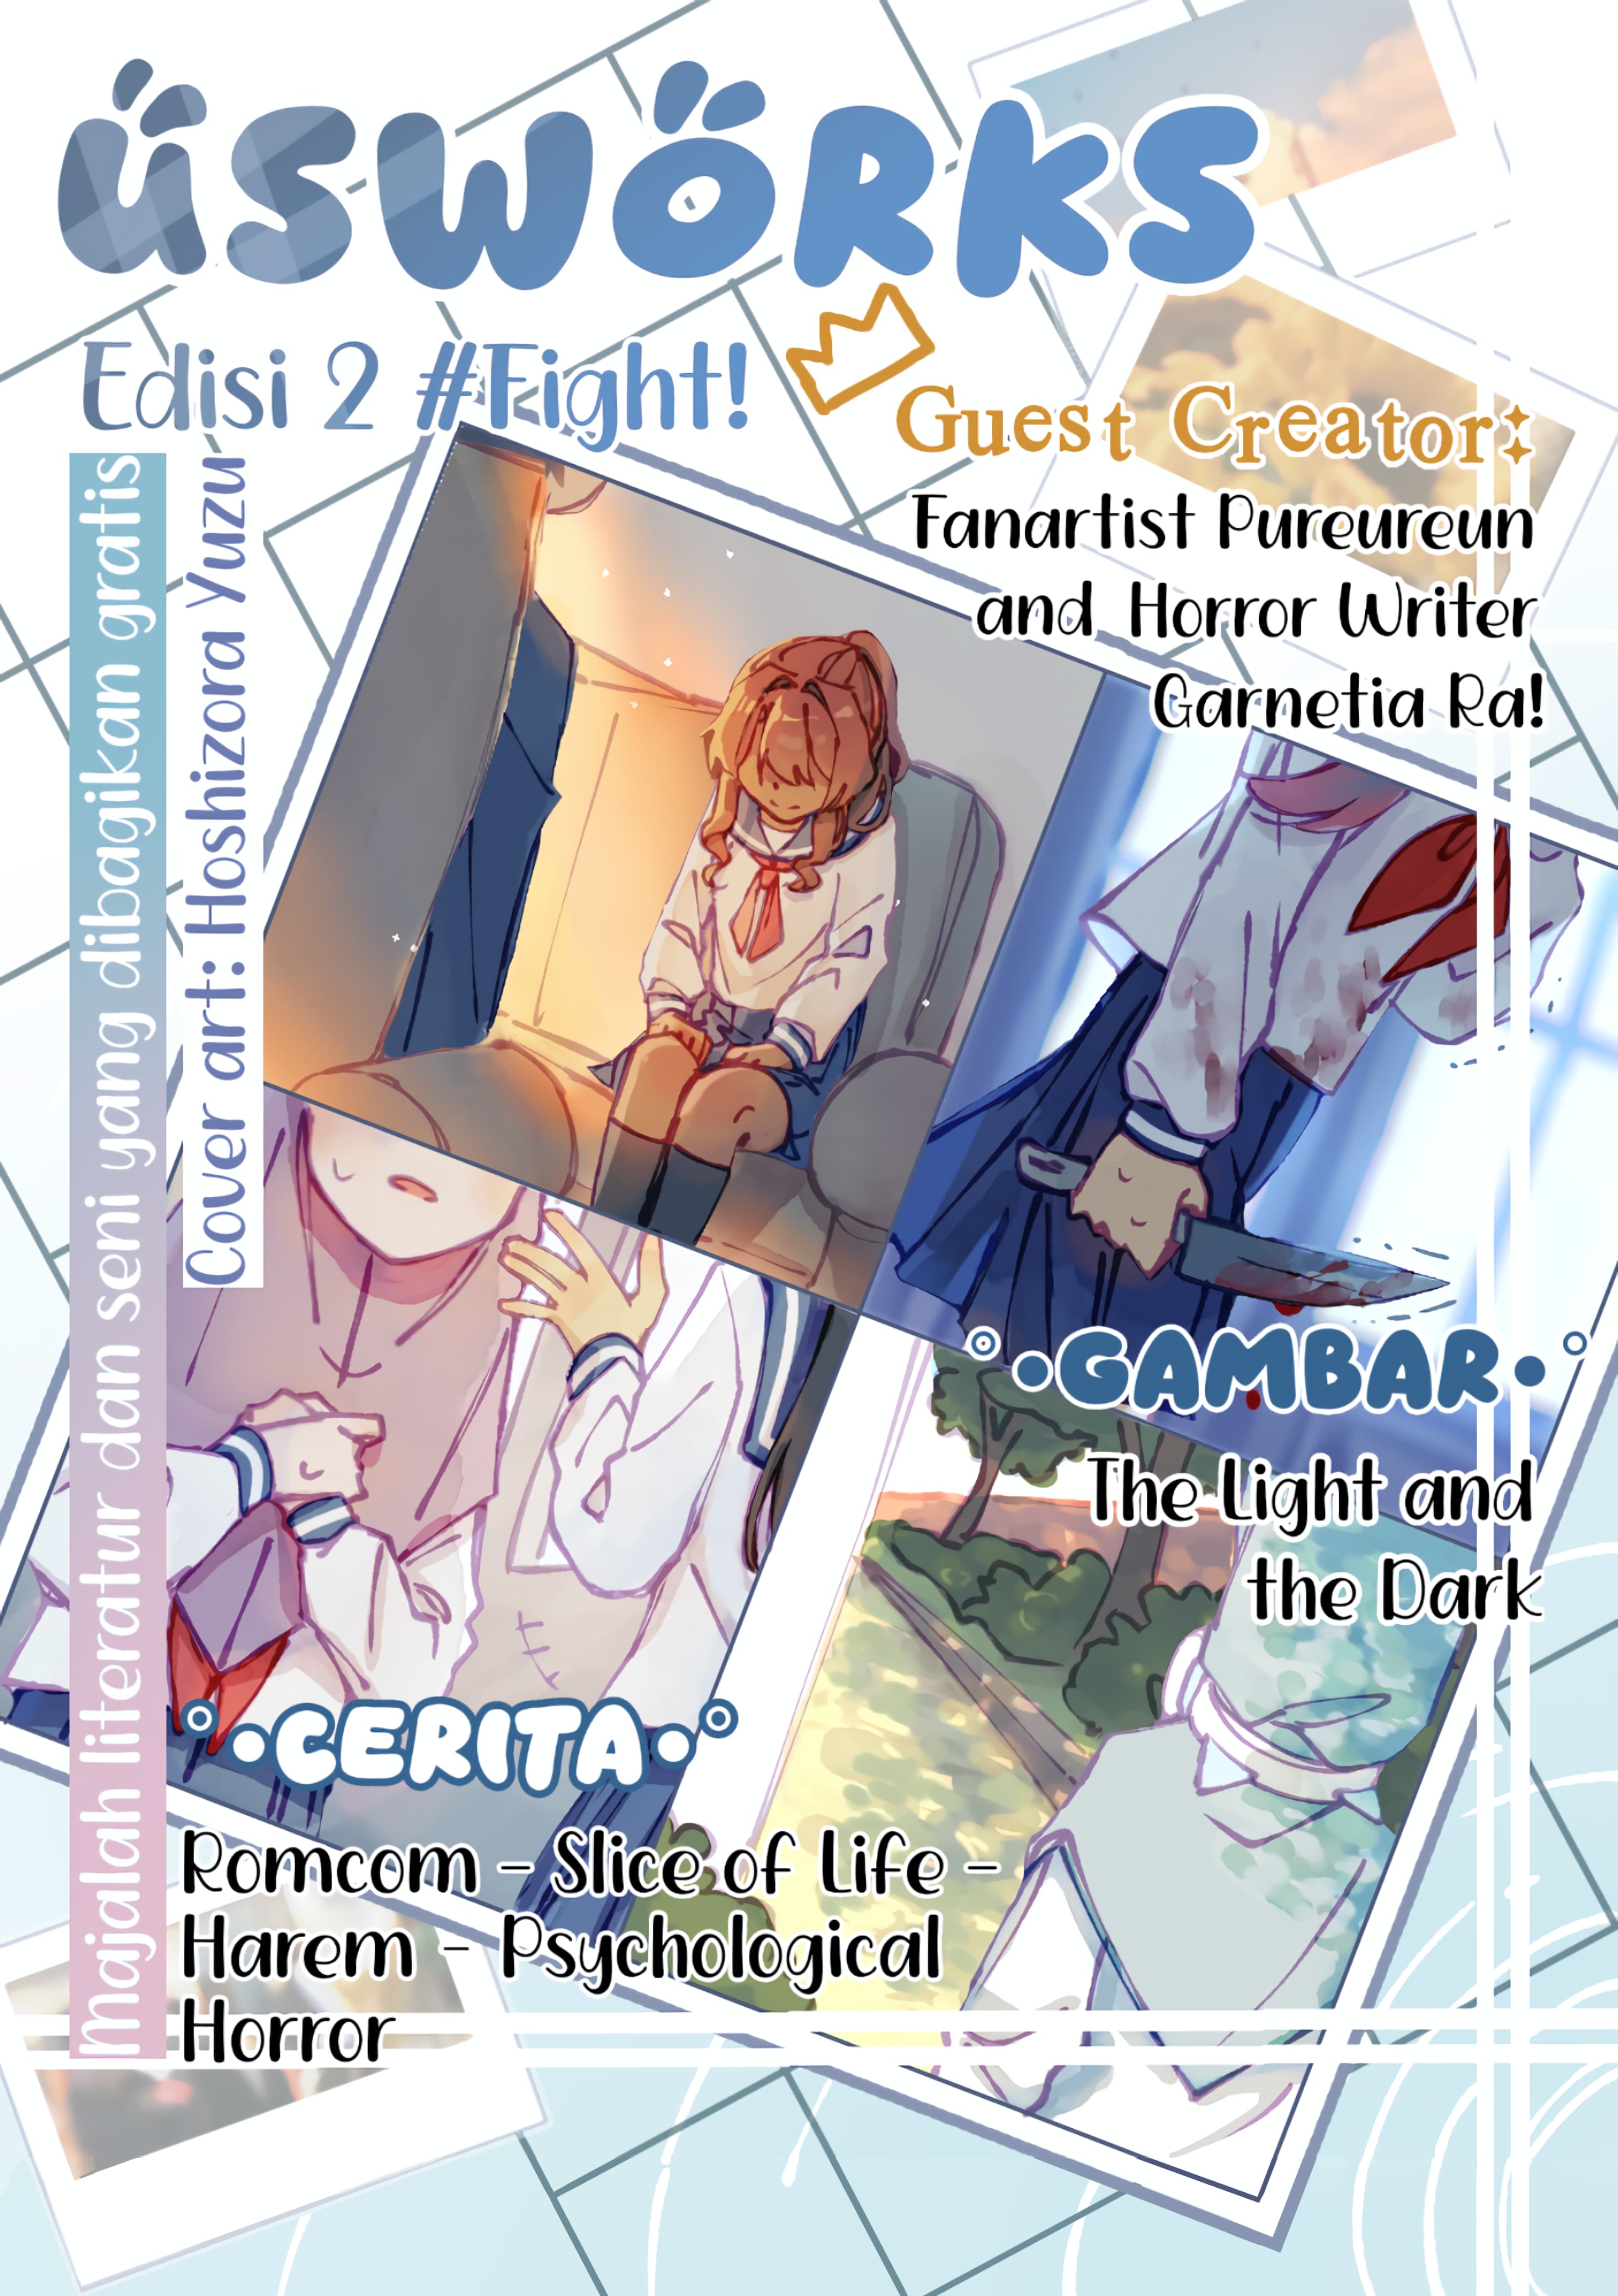 ŰSWÖRKS
Edisi 2 #Fight!
Guest Creator:
Fanartist Pureureun
and Horror Writer
Garnetia Ra!
Majalah literatur dan seni yang dibagikan gratis
Cover art: Hoshizora Yuzu
GAMBAR
The Light and
the Dark
CERITA
Romcom - Slice of Life -
Harem - Psychological
Horror